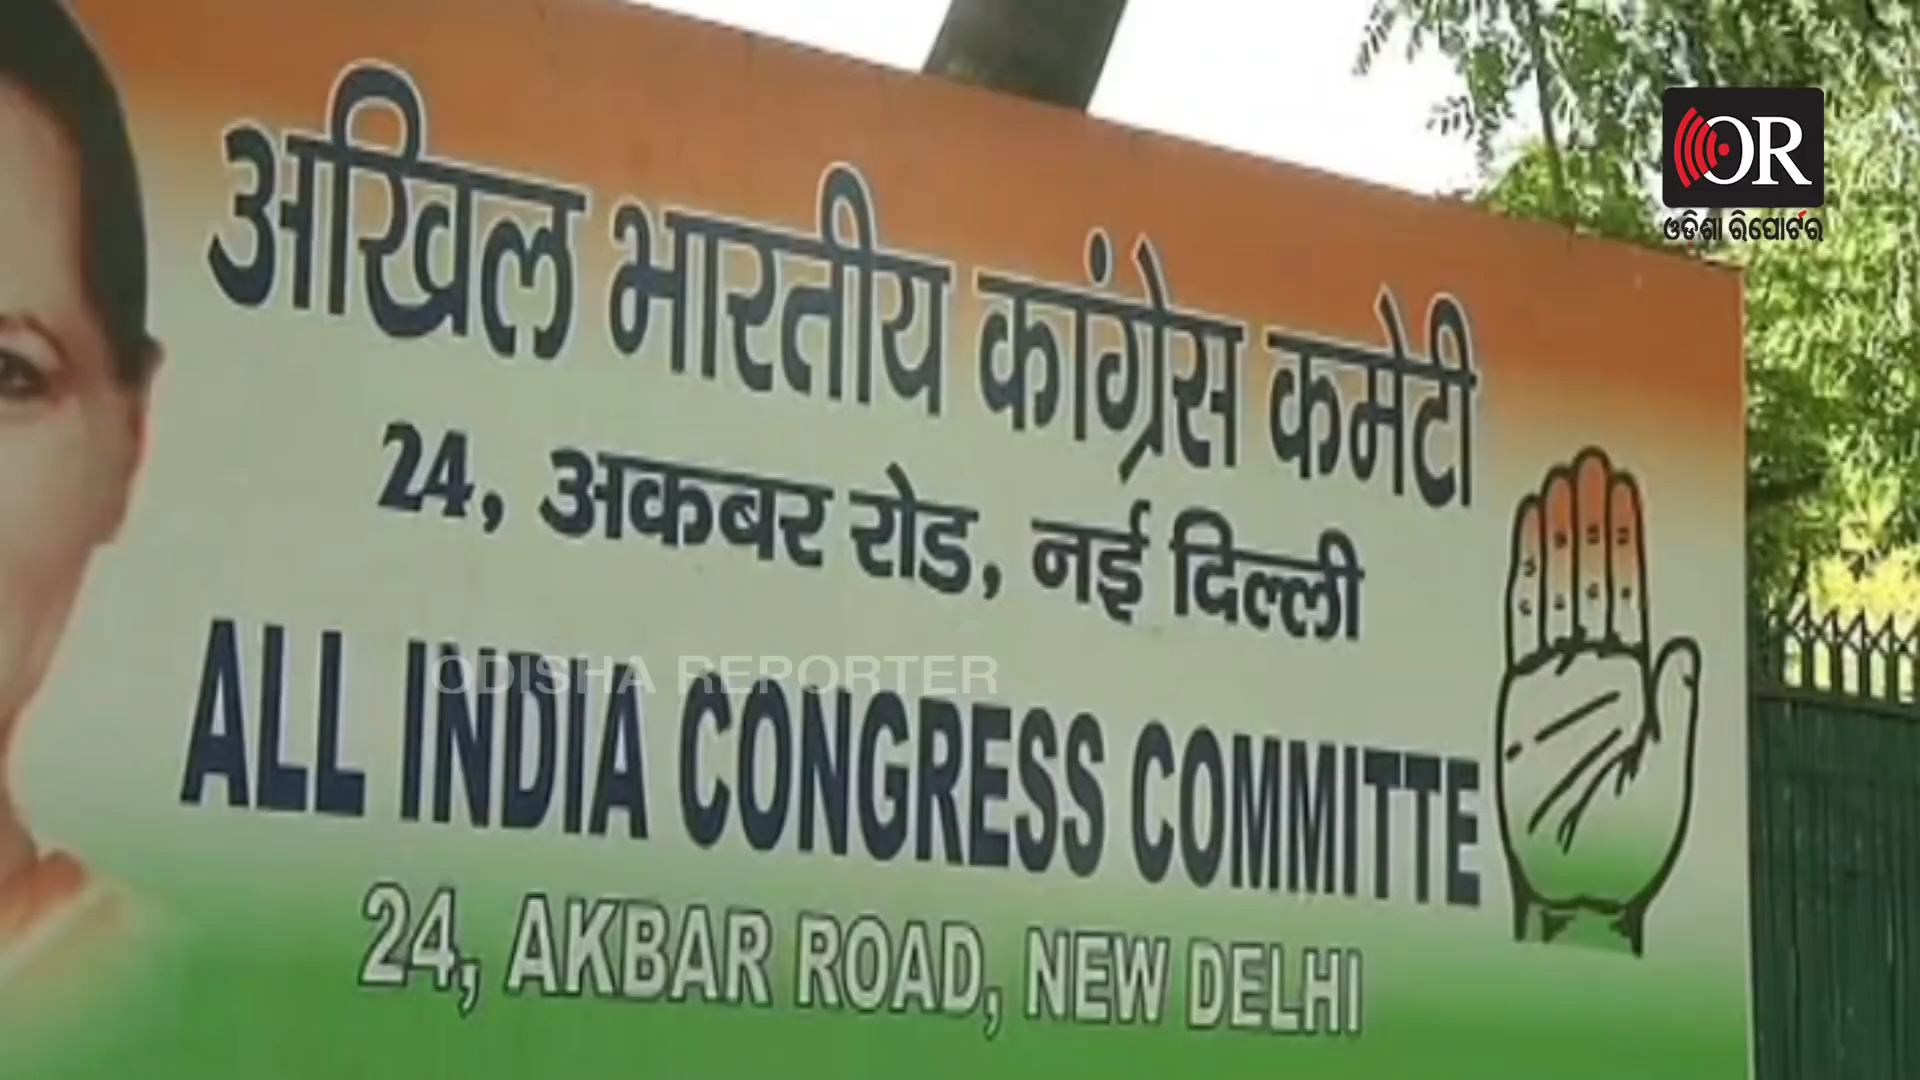 OR
ଓଡ଼ିଶା ରିପୋର୍ଟର
अखिल भारतीय कांग्रेस कमेटी
24, अकबर रोड, नई दिल्ली
ODISHA REPORTER
ALL INDIA CONGRESS COMMITTE
24, AKBAR ROAD, NEW DELHI